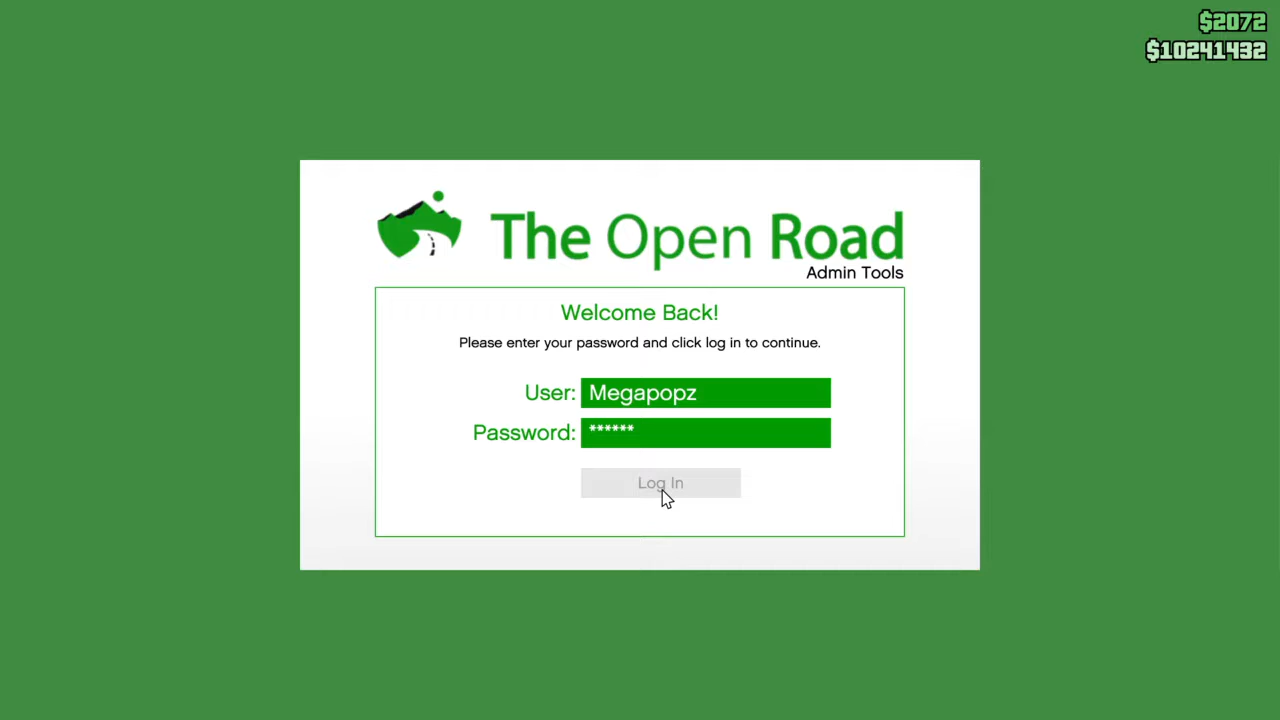 $2072
$10241432
The Open Road
Admin Tools
Welcome Back!
Please enter your password and click log in to continue.
User: Megapopz
Password: ******
Log In